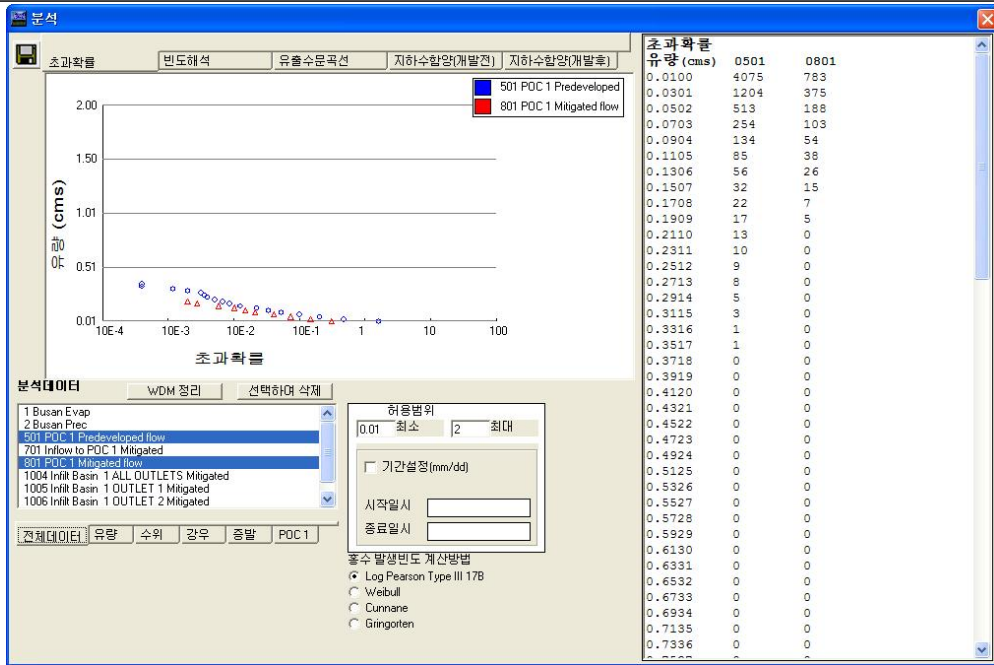 분석
초과확률
빈도해석
유출수문곡선
지하수함양(개발전)
지하수함양(개발후)
501 POC 1 Predeveloped
801 POC 1 Mitigated flow
2.00
1.50
1.01
0.51
0.01
유량 (cms)
10E-4 10E-3 10E-2 10E-1 1 10 100
초과확률
분석데이터
WDM 정리
선택하여 삭제
1 Busan Evap
2 Busan Prec
501 POC 1 Predeveloped flow
701 Inflow to POC 1 Mitigated
801 POC 1 Mitigated flow
1004 Infilt Basin 1 ALL OUTLETS Mitigated
1005 Infilt Basin 1 OUTLET 1 Mitigated
1006 Infilt Basin 1 OUTLET 2 Mitigated
전체데이터 유량 수위 강우 증발 POC 1
허용범위
0.01 최소 2 최대
기간설정(mm/dd)
시작일시
종료일시
홍수 발생빈도 계산방법
Log Pearson Type III 17B
Weibull
Cunnane
Gringorten
초과확률
유량(cms) 0501 0801
0.0100 4075 783
0.0301 1204 375
0.0502 513 188
0.0703 254 103
0.0904 134 54
0.1105 85 38
0.1306 56 26
0.1507 32 15
0.1708 22 7
0.1909 17 5
0.2110 13 0
0.2311 10 0
0.2512 9 0
0.2713 8 0
0.2914 5 0
0.3115 3 0
0.3316 1 0
0.3517 1 0
0.3718 0 0
0.3919 0 0
0.4120 0 0
0.4321 0 0
0.4522 0 0
0.4723 0 0
0.4924 0 0
0.5125 0 0
0.5326 0 0
0.5527 0 0
0.5728 0 0
0.5929 0 0
0.6130 0 0
0.6331 0 0
0.6532 0 0
0.6733 0 0
0.6934 0 0
0.7135 0 0
0.7336 0 0